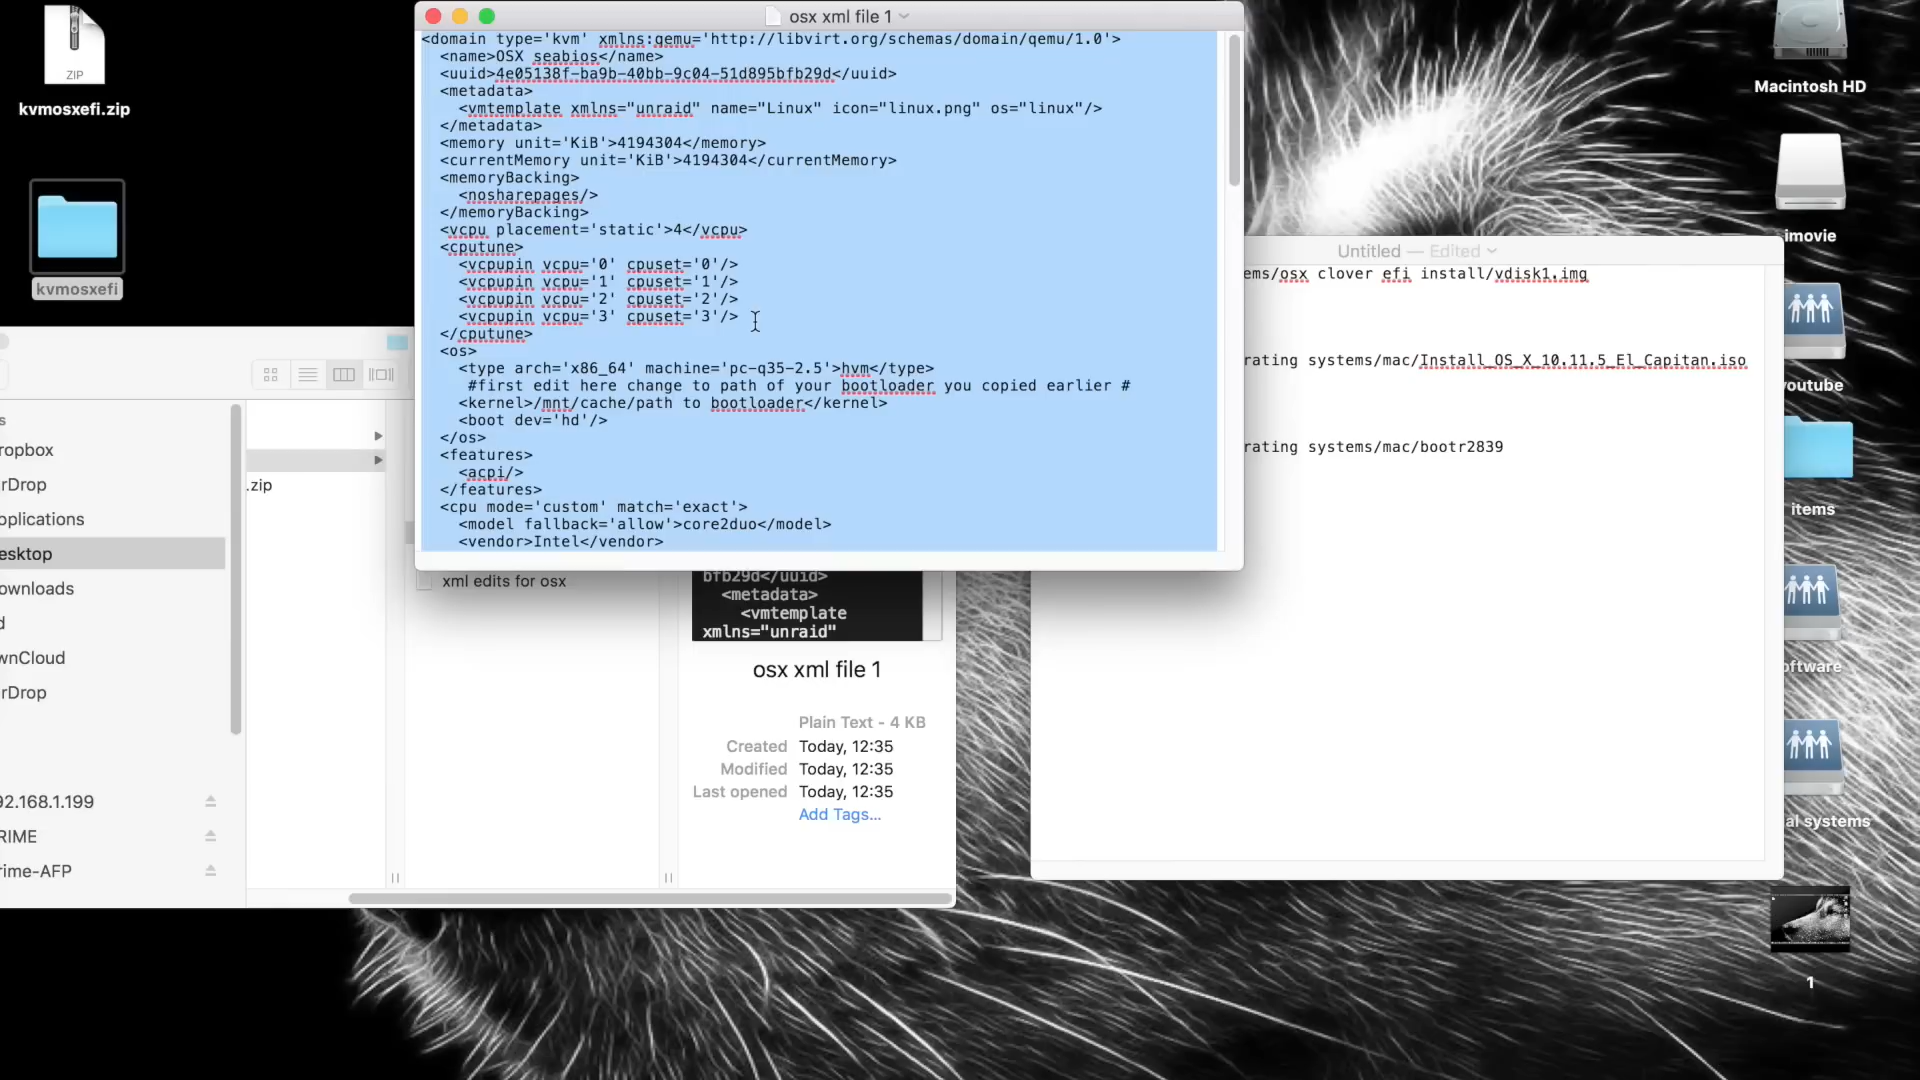 ZIP
kvmosxefi.zip
kvmosxefi
osx xml file 1
<domain type='kvm' xmlns:qemu='http://libvirt.org/schemas/domain/qemu/1.0'>
<name>OSX seabios</name>
<uuid>4e05138f-ba9b-40bb-9c04-51d895bfb29d</uuid>
<metadata>
<vmtemplate xmlns="unraid" name="Linux" icon="linux.png" os="linux"/>
</metadata>
<memory unit='KiB'>4194304</memory>
<currentMemory unit='KiB'>4194304</currentMemory>
<memoryBacking>
<nosharepages/>
</memoryBacking>
<vcpu placement='static'>4</vcpu>
<cputune>
<vcpupin vcpu='0' cpuset='0'/>
<vcpupin vcpu='1' cpuset='1'/>
<vcpupin vcpu='2' cpuset='2'/>
<vcpupin vcpu='3' cpuset='3'/>
</cputune>
<os>
<type arch='x86_64' machine='pc-q35-2.5'>hvm</type>
#first edit here change to path of your bootloader you copied earlier #
<kernel>/mnt/cache/path to bootloader</kernel>
<boot dev='hd'/>
</os>
<features>
<acpi/>
</features>
<cpu mode='custom' match='exact'>
<model fallback='allow'>core2duo</model>
<vendor>Intel</vendor>
Untitled — Edited
ems/osx clover efi install/vdisk1.img
rating systems/mac/Install_OS_X_10.11.5_El_Capitan.iso
rating systems/mac/bootr2839
Macintosh HD
imovie
youtube
items
oftware
al systems
1
s
ropbox
rDrop
pplications
esktop
ownloads
d
wnCloud
rDrop
92.168.1.199
RIME
rime-AFP
.zip
xml edits for osx
bfb29d</uuid>
<metadata>
<vmtemplate
xmlns="unraid"
osx xml file 1
Plain Text - 4 KB
Created Today, 12:35
Modified Today, 12:35
Last opened Today, 12:35
Add Tags...